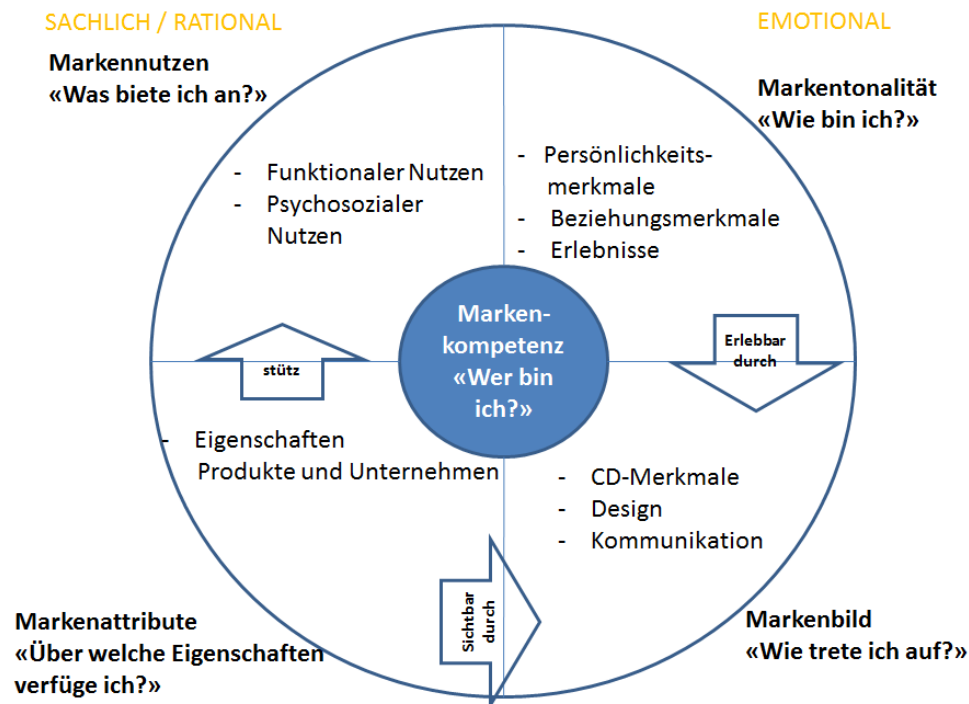 SACHLICH / RATIONAL
EMOTIONAL
Markennutzen
«Was biete ich an?»
Markentonalität
«Wie bin ich?»
- Funktionaler Nutzen
- Psychosozialer
Nutzen
- Persönlichkeits-
merkmale
- Beziehungsmerkmale
- Erlebnisse
Marken-
kompetenz
«Wer bin
ich?»
stütz
Erlebbar
durch
- Eigenschaften
Produkte und Unternehmen
- CD-Merkmale
- Design
- Kommunikation
Sichtbar
durch
Markenattribute
«Über welche Eigenschaften
verfüge ich?»
Markenbild
«Wie trete ich auf?»